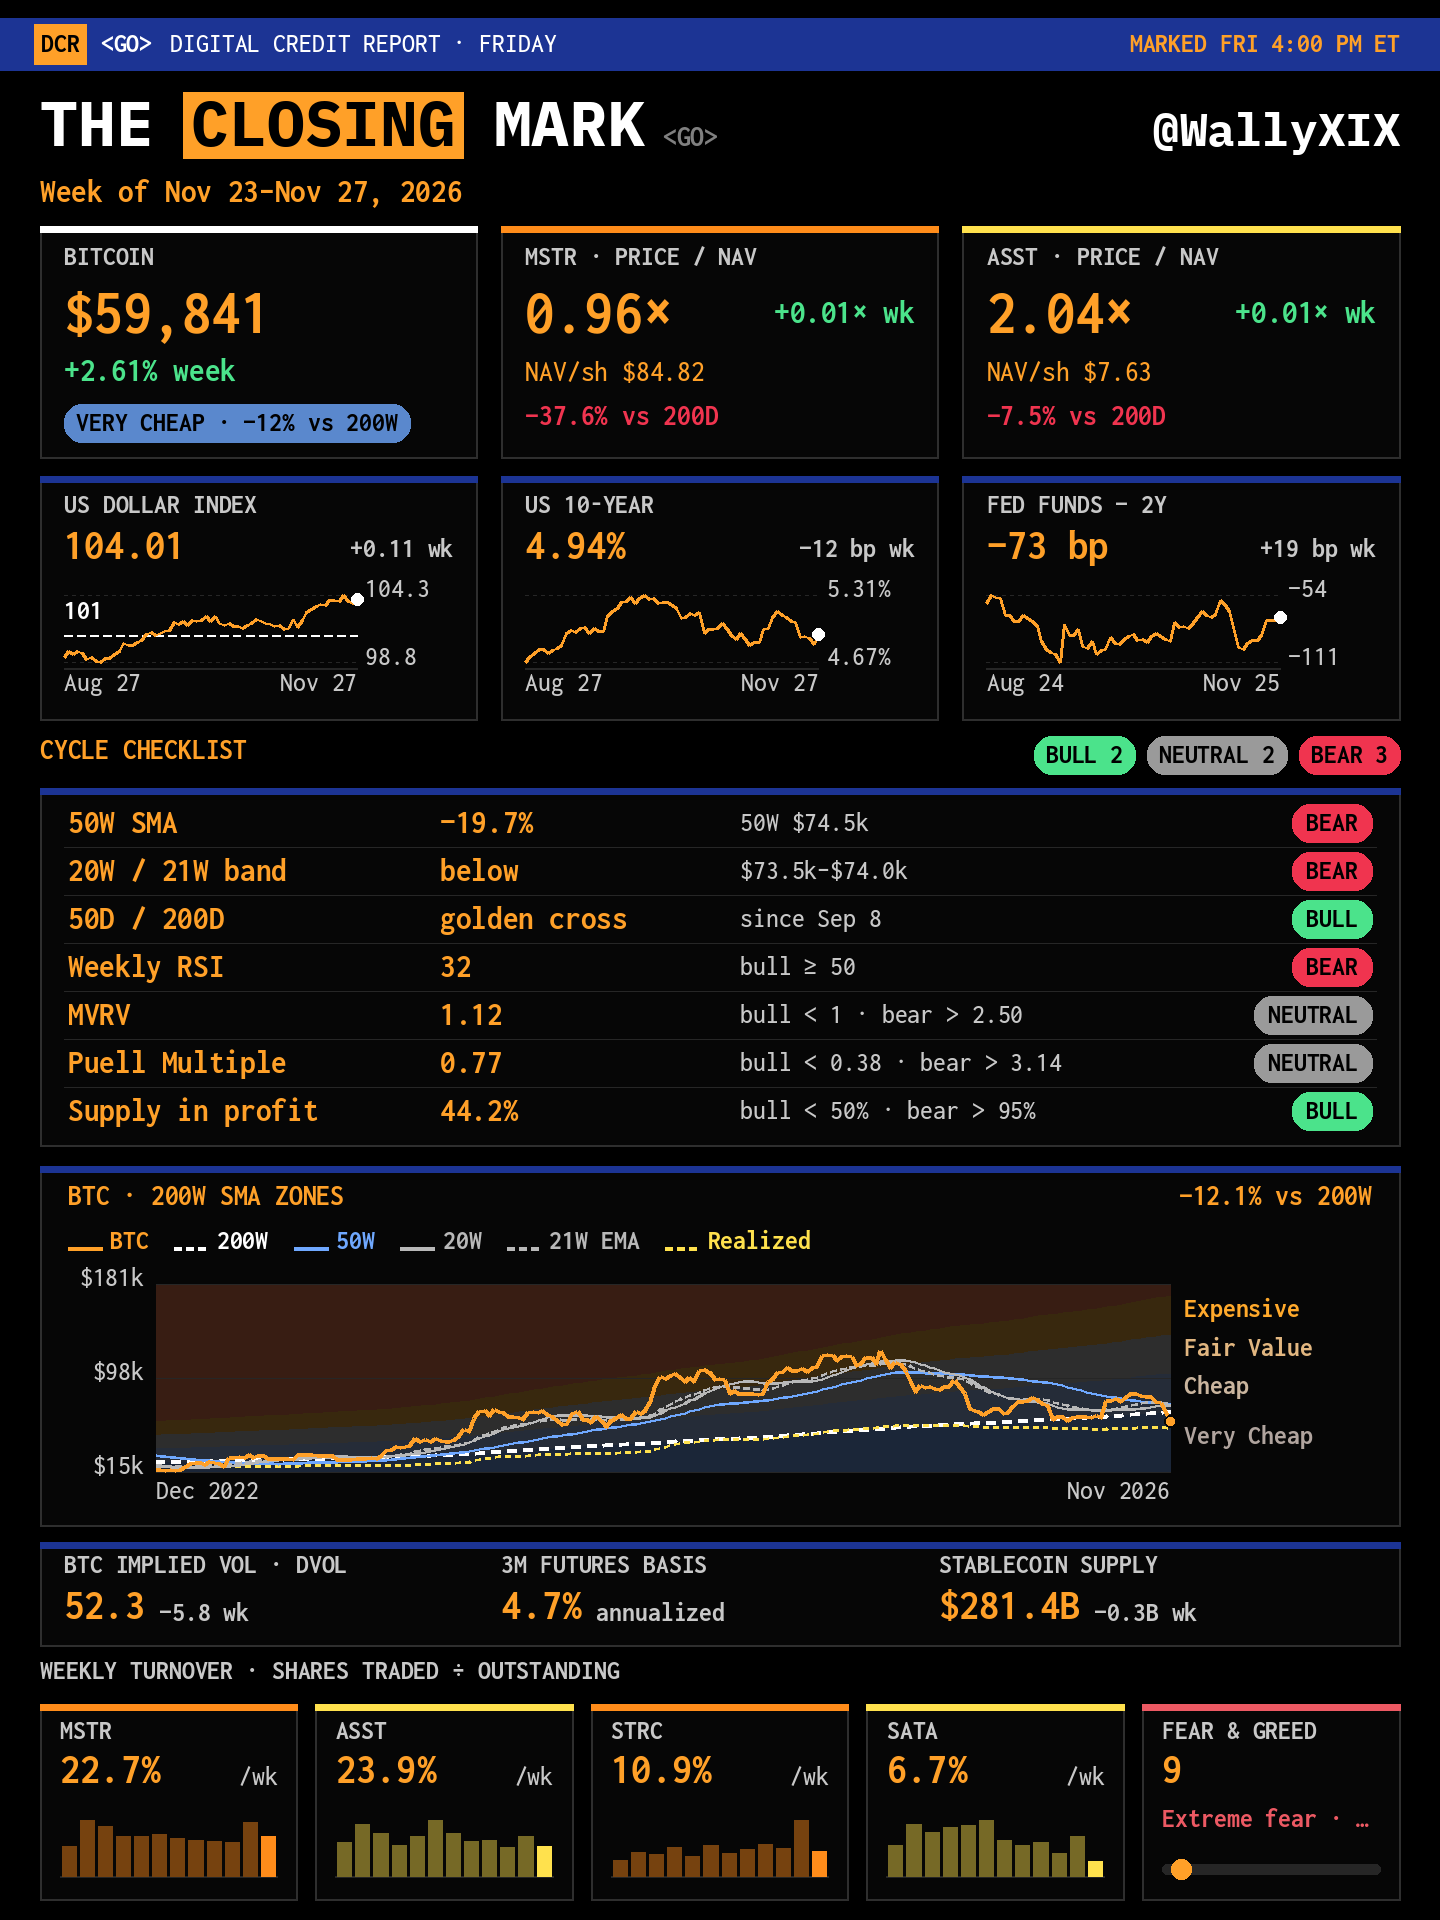 DCR <GO> DIGITAL CREDIT REPORT · FRIDAY MARKED FRI 4:00 PM ET
THE CLOSING MARK <GO> @WallyXIX
Week of Nov 23–Nov 27, 2026
BITCOIN
$59,841
+2.61% week
VERY CHEAP · −12% vs 200W
MSTR · PRICE / NAV
0.96× +0.01× wk
NAV/sh $84.82
−37.6% vs 200D
ASST · PRICE / NAV
2.04× +0.01× wk
NAV/sh $7.63
−7.5% vs 200D
US DOLLAR INDEX
104.01 +0.11 wk
104.3
101
98.8
Aug 27 Nov 27
US 10-YEAR
4.94% −12 bp wk
5.31%
4.67%
Aug 27 Nov 27
FED FUNDS − 2Y
−73 bp +19 bp wk
−54
−111
Aug 24 Nov 25
CYCLE CHECKLIST BULL 2 NEUTRAL 2 BEAR 3
50W SMA −19.7% 50W $74.5k BEAR
20W / 21W band below $73.5k–$74.0k BEAR
50D / 200D golden cross since Sep 8 BULL
Weekly RSI 32 bull ≥ 50 BEAR
MVRV 1.12 bull < 1 · bear > 2.50 NEUTRAL
Puell Multiple 0.77 bull < 0.38 · bear > 3.14 NEUTRAL
Supply in profit 44.2% bull < 50% · bear > 95% BULL
BTC · 200W SMA ZONES −12.1% vs 200W
BTC 200W 50W 20W 21W EMA Realized
$181k
Expensive
Fair Value
$98k
Cheap
Very Cheap
$15k
Dec 2022 Nov 2026
BTC IMPLIED VOL · DVOL
52.3 −5.8 wk
3M FUTURES BASIS
4.7% annualized
STABLECOIN SUPPLY
$281.4B −0.3B wk
WEEKLY TURNOVER · SHARES TRADED ÷ OUTSTANDING
MSTR
22.7% /wk
ASST
23.9% /wk
STRC
10.9% /wk
SATA
6.7% /wk
FEAR & GREED
9
Extreme fear · …